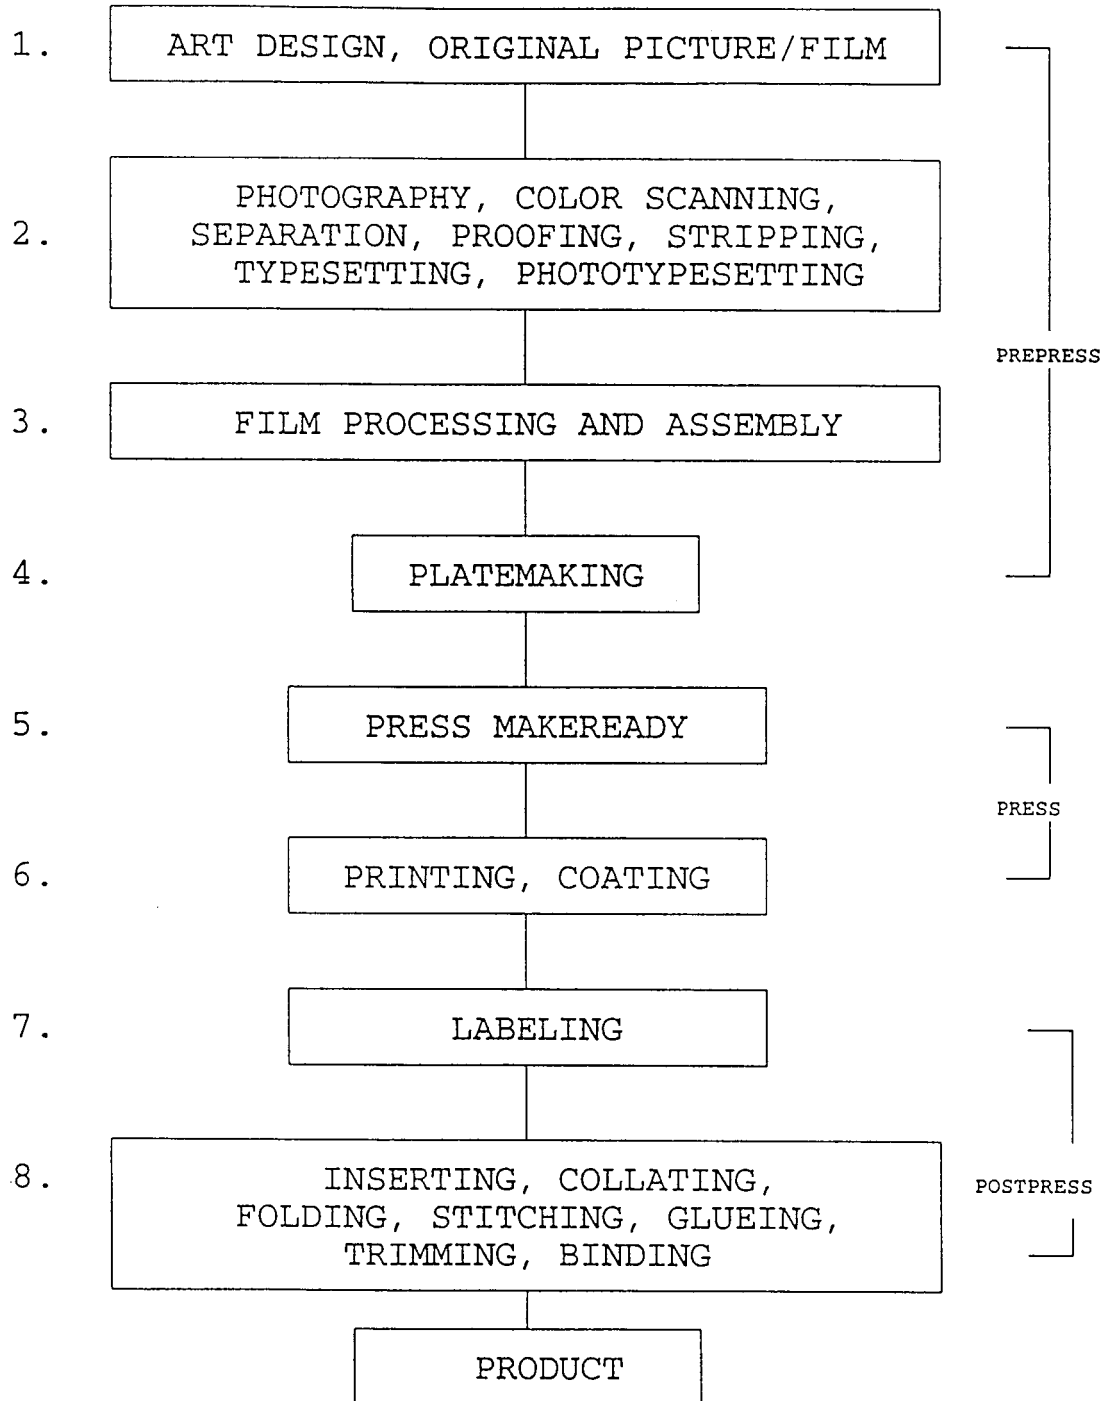 1. ART DESIGN, ORIGINAL PICTURE/FILM
2. PHOTOGRAPHY, COLOR SCANNING,
SEPARATION, PROOFING, STRIPPING,
TYPESETTING, PHOTOTYPESETTING
PREPRESS
3. FILM PROCESSING AND ASSEMBLY
4. PLATEMAKING
5. PRESS MAKEREADY
PRESS
6. PRINTING, COATING
7. LABELING
8. INSERTING, COLLATING,
FOLDING, STITCHING, GLUEING,
TRIMMING, BINDING
POSTPRESS
PRODUCT